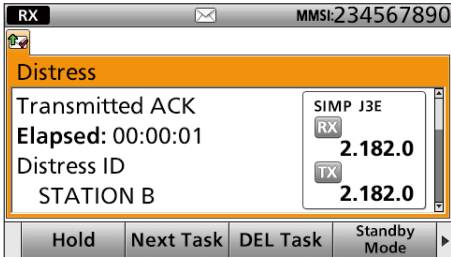 RX MMSI:234567890
Distress
Transmitted ACK
Elapsed: 00:00:01
Distress ID
STATION B
SIMP J3E
RX
2.182.0
TX
2.182.0
Hold Next Task DEL Task Standby Mode